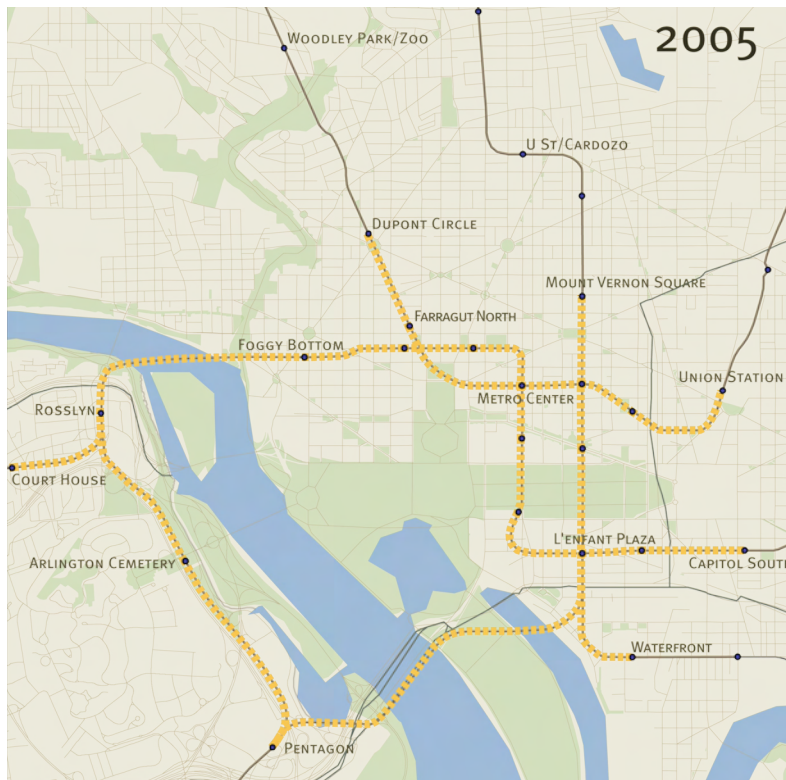 Woodley Park/Zoo
2005
U St/Cardozo
Dupont Circle
Mount Vernon Square
Farragut North
Foggy Bottom
Union Station
Metro Center
Rosslyn
Court House
L'enfant Plaza
Arlington Cemetery
Capitol South
Waterfront
Pentagon